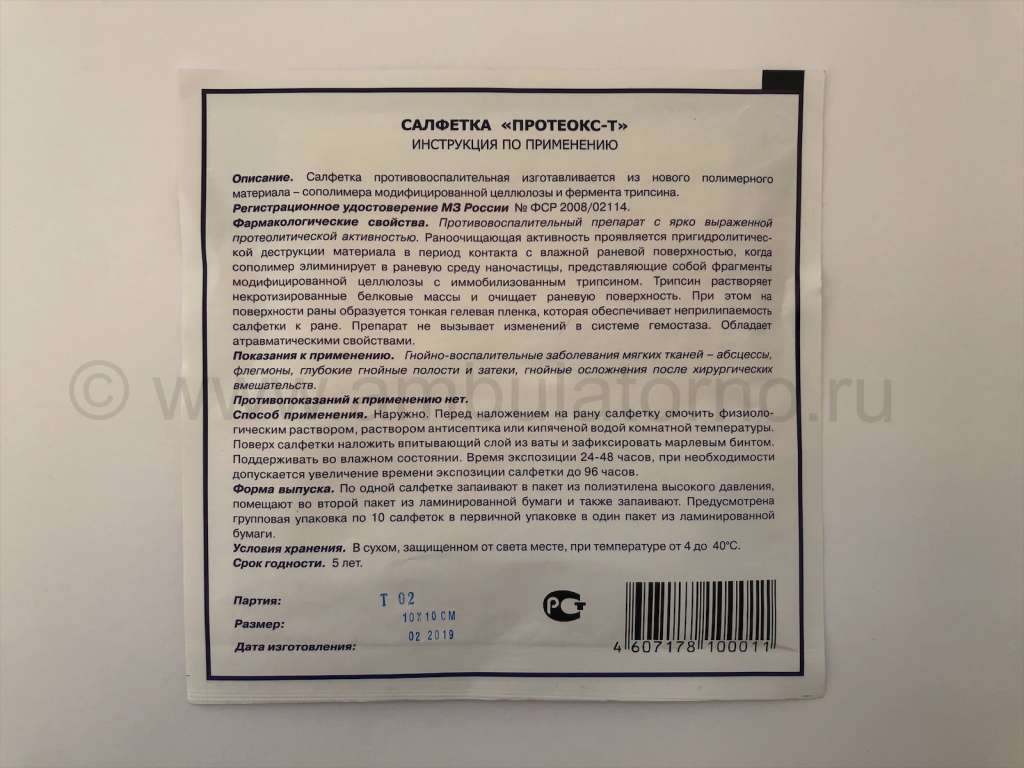 САЛФЕТКА «ПРОТЕОКС-Т»
ИНСТРУКЦИЯ ПО ПРИМЕНЕНИЮ
Описание. Салфетка противовоспалительная изготавливается из нового полимерного
материала – сополимера модифицированной целлюлозы и фермента трипсина.
Регистрационное удостоверение МЗ России № ФСР 2008/02114.
Фармакологические свойства. Противовоспалительный препарат с ярко выраженной
протеолитической активностью. Раноочищающая активность проявляется пригидролитичес-
кой деструкции материала в период контакта с влажной раневой поверхностью, когда
сополимер элиминирует в раневую среду наночастицы, представляющие собой фрагменты
модифицированной целлюлозы с иммобилизованным трипсином. Трипсин растворяет
некротизированные белковые массы и очищает раневую поверхность. При этом на
поверхности раны образуется тонкая гелевая пленка, которая обеспечивает неприлипаемость
салфетки к ране. Препарат не вызывает изменений в системе гемостаза. Обладает
атравматическими свойствами.
Показания к применению. Гнойно-воспалительные заболевания мягких тканей – абсцессы,
флегмоны, глубокие гнойные полости и затеки, гнойные осложнения после хирургических
вмешательств.
Противопоказаний к применению нет.
Способ применения. Наружно. Перед наложением на рану салфетку смочить физиоло-
гическим раствором, раствором антисептика или кипяченой водой комнатной температуры.
Поверх салфетки наложить впитывающий слой из ваты и зафиксировать марлевым бинтом.
Поддерживать во влажном состоянии. Время экспозиции 24-48 часов, при необходимости
допускается увеличение времени экспозиции салфетки до 96 часов.
Форма выпуска. По одной салфетке запаивают в пакет из полиэтилена высокого давления,
помещают во второй пакет из ламинированной бумаги и также запаивают. Предусмотрена
групповая упаковка по 10 салфеток в первичной упаковке в один пакет из ламинированной
бумаги.
Условия хранения. В сухом, защищенном от света месте, при температуре от 4 до 40°С.
Срок годности. 5 лет.
Партия: Т 02
Размер: 10Х10 СМ
Дата изготовления: 02 2019
РСТ
4 607178 100011
© www.ambulatorno.ru